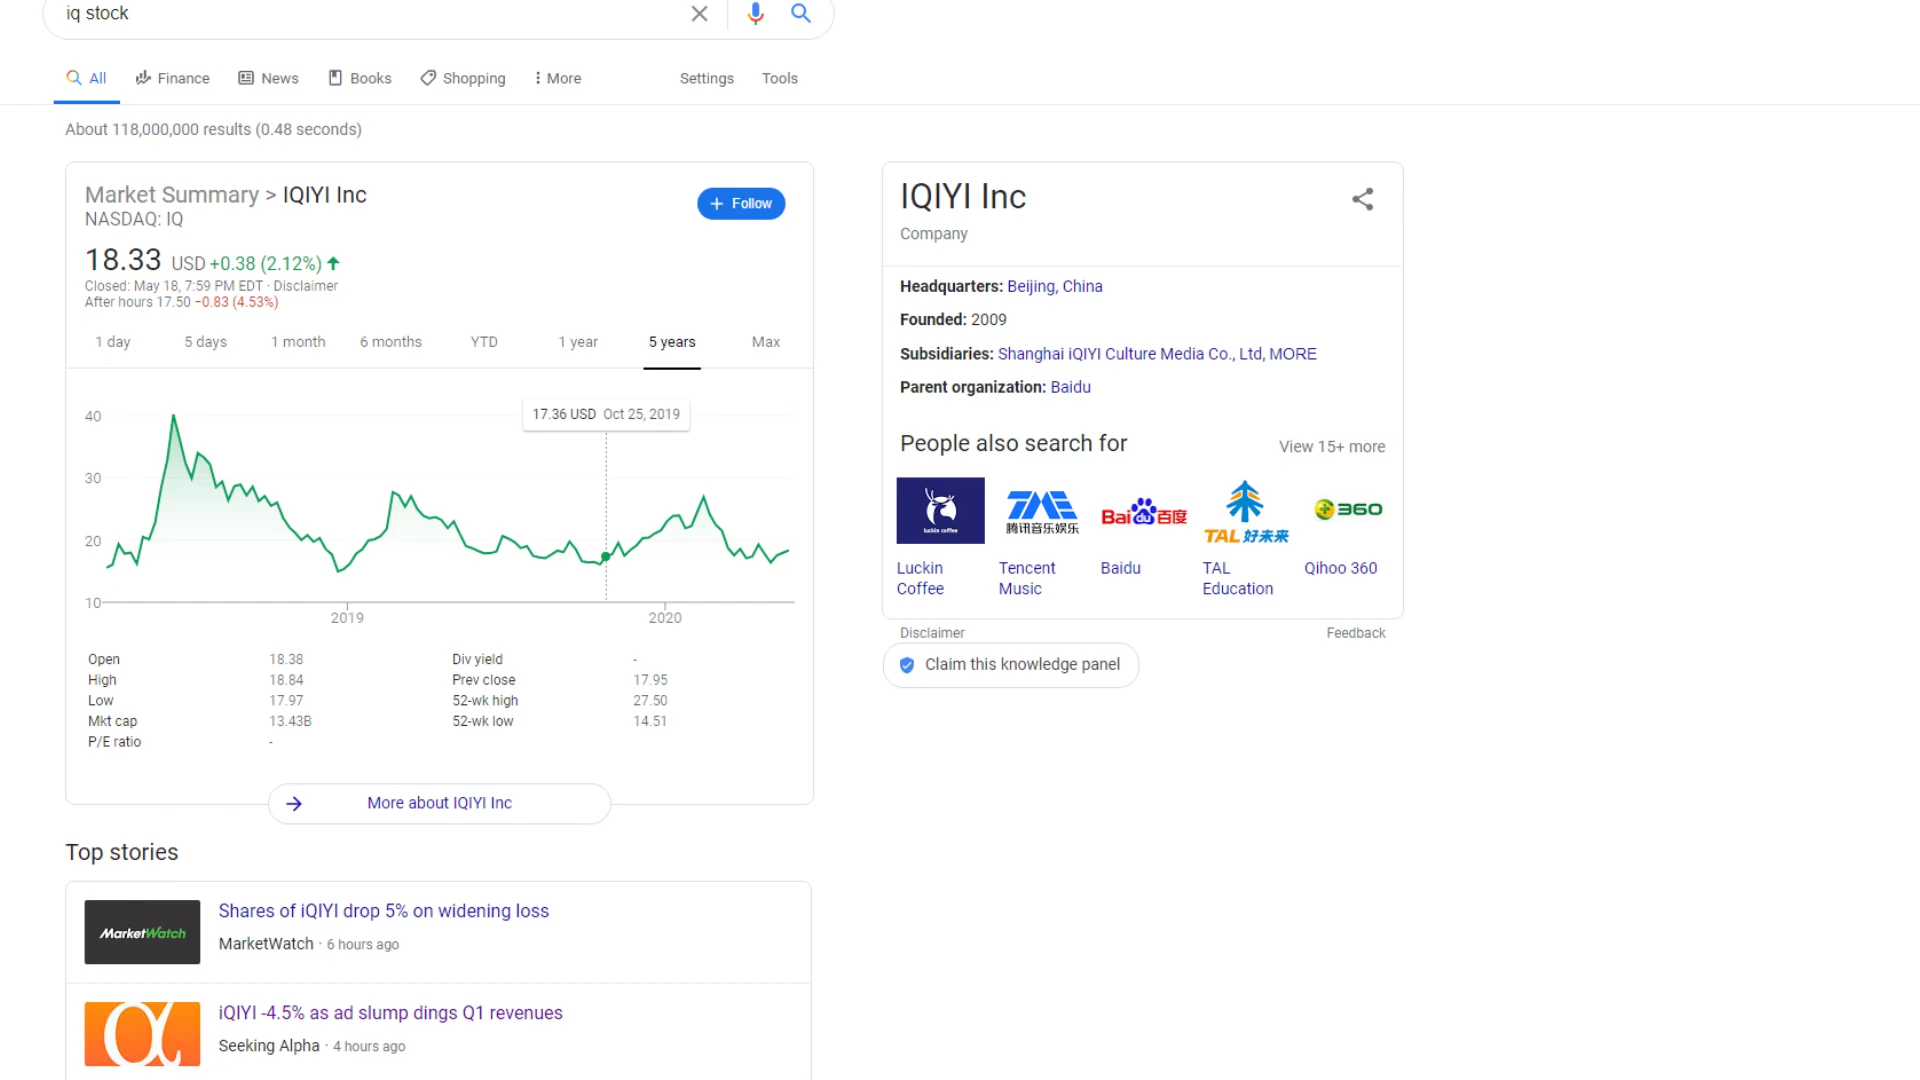 iq stock
All
Finance
News
Books
Shopping
More
Settings
Tools
About 118,000,000 results (0.48 seconds)
Market Summary > IQIYI Inc
NASDAQ: IQ
Follow
18.33 USD +0.38 (2.12%)
Closed: May 18, 7:59 PM EDT · Disclaimer
After hours 17.50 −0.83 (4.53%)
1 day
5 days
1 month
6 months
YTD
1 year
5 years
Max
17.36 USD Oct 25, 2019
40
30
20
10
2019
2020
Open 18.38
High 18.84
Low 17.97
Mkt cap 13.43B
P/E ratio -
Div yield -
Prev close 17.95
52-wk high 27.50
52-wk low 14.51
More about IQIYI Inc
Top stories
MarketWatch
Shares of iQIYI drop 5% on widening loss
MarketWatch · 6 hours ago
α
iQIYI -4.5% as ad slump dings Q1 revenues
Seeking Alpha · 4 hours ago
IQIYI Inc
Company
Headquarters: Beijing, China
Founded: 2009
Subsidiaries: Shanghai iQIYI Culture Media Co., Ltd, MORE
Parent organization: Baidu
People also search for
View 15+ more
luckin coffee
TME
腾讯音乐娱乐
Bai du 百度
TAL 好未来
360
Luckin
Coffee
Tencent
Music
Baidu
TAL
Education
Qihoo 360
Disclaimer
Feedback
Claim this knowledge panel